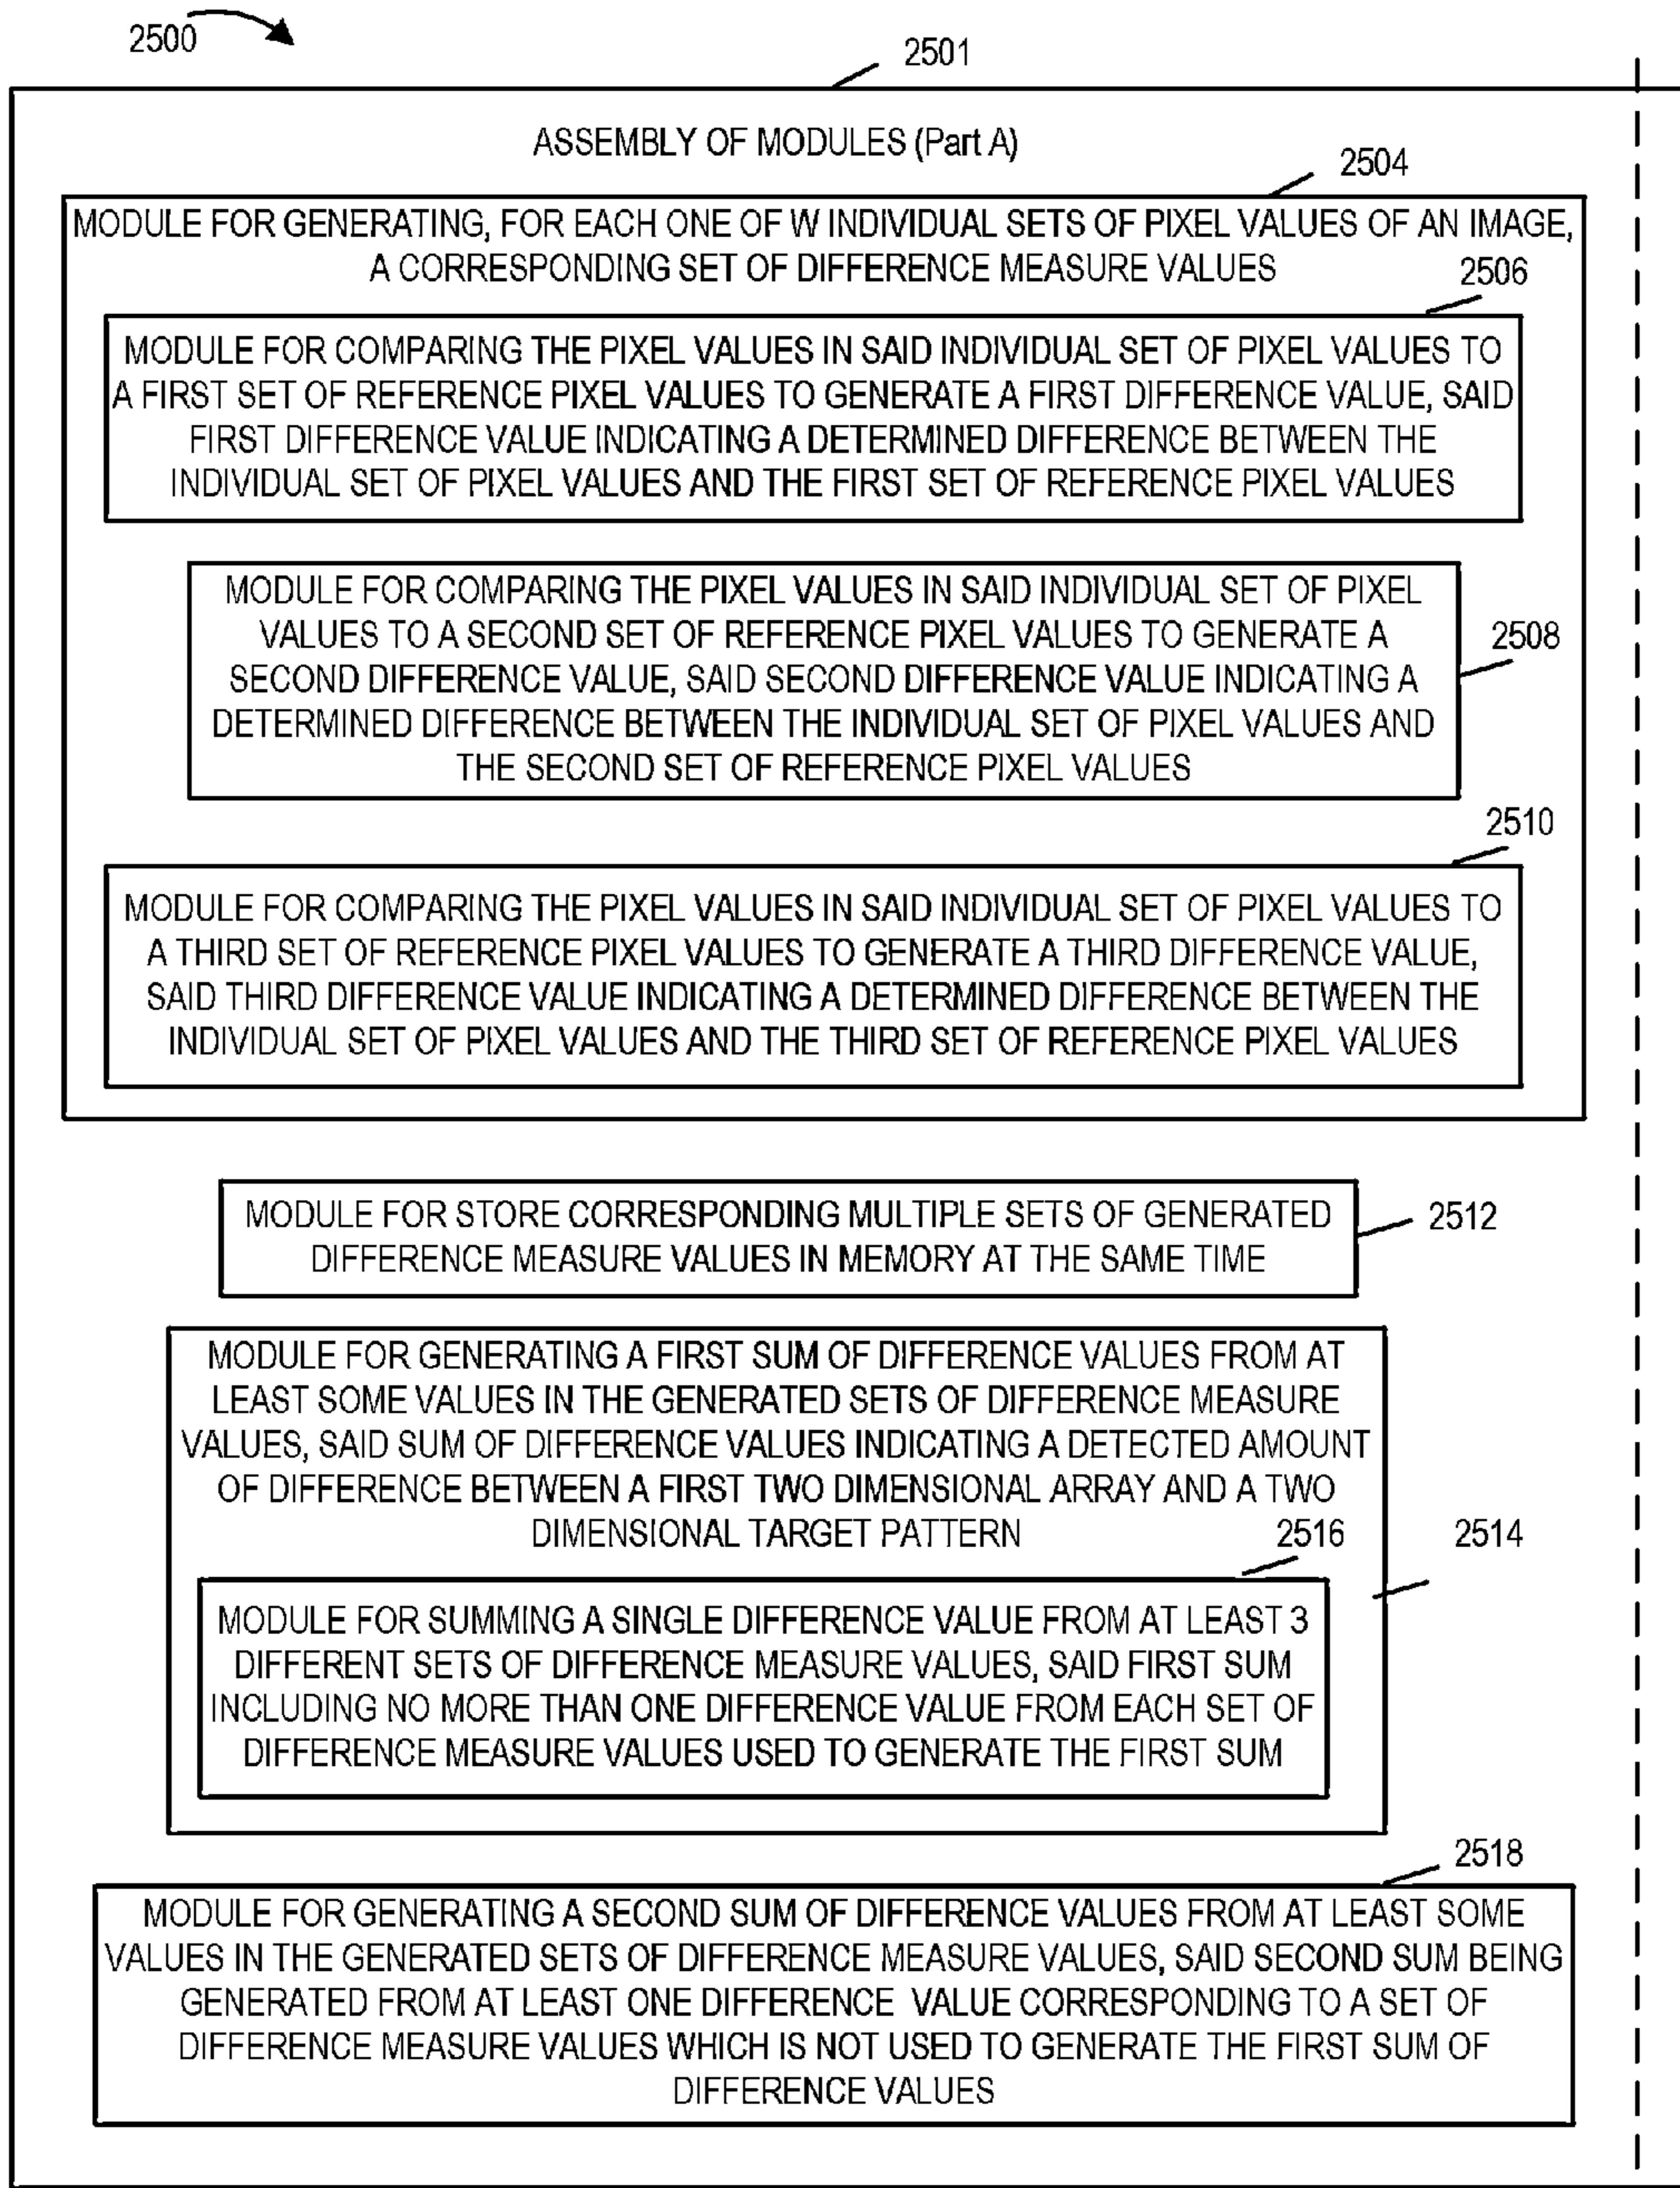 2500
2501
ASSEMBLY OF MODULES (Part A)
2504
MODULE FOR GENERATING, FOR EACH ONE OF W INDIVIDUAL SETS OF PIXEL VALUES OF AN IMAGE,
A CORRESPONDING SET OF DIFFERENCE MEASURE VALUES
2506
MODULE FOR COMPARING THE PIXEL VALUES IN SAID INDIVIDUAL SET OF PIXEL VALUES TO
A FIRST SET OF REFERENCE PIXEL VALUES TO GENERATE A FIRST DIFFERENCE VALUE, SAID
FIRST DIFFERENCE VALUE INDICATING A DETERMINED DIFFERENCE BETWEEN THE
INDIVIDUAL SET OF PIXEL VALUES AND THE FIRST SET OF REFERENCE PIXEL VALUES
MODULE FOR COMPARING THE PIXEL VALUES IN SAID INDIVIDUAL SET OF PIXEL
VALUES TO A SECOND SET OF REFERENCE PIXEL VALUES TO GENERATE A
SECOND DIFFERENCE VALUE, SAID SECOND DIFFERENCE VALUE INDICATING A
DETERMINED DIFFERENCE BETWEEN THE INDIVIDUAL SET OF PIXEL VALUES AND
THE SECOND SET OF REFERENCE PIXEL VALUES
2508
2510
MODULE FOR COMPARING THE PIXEL VALUES IN SAID INDIVIDUAL SET OF PIXEL VALUES TO
A THIRD SET OF REFERENCE PIXEL VALUES TO GENERATE A THIRD DIFFERENCE VALUE,
SAID THIRD DIFFERENCE VALUE INDICATING A DETERMINED DIFFERENCE BETWEEN THE
INDIVIDUAL SET OF PIXEL VALUES AND THE THIRD SET OF REFERENCE PIXEL VALUES
MODULE FOR STORE CORRESPONDING MULTIPLE SETS OF GENERATED
DIFFERENCE MEASURE VALUES IN MEMORY AT THE SAME TIME
2512
MODULE FOR GENERATING A FIRST SUM OF DIFFERENCE VALUES FROM AT
LEAST SOME VALUES IN THE GENERATED SETS OF DIFFERENCE MEASURE
VALUES, SAID SUM OF DIFFERENCE VALUES INDICATING A DETECTED AMOUNT
OF DIFFERENCE BETWEEN A FIRST TWO DIMENSIONAL ARRAY AND A TWO
DIMENSIONAL TARGET PATTERN
2516
2514
MODULE FOR SUMMING A SINGLE DIFFERENCE VALUE FROM AT LEAST 3
DIFFERENT SETS OF DIFFERENCE MEASURE VALUES, SAID FIRST SUM
INCLUDING NO MORE THAN ONE DIFFERENCE VALUE FROM EACH SET OF
DIFFERENCE MEASURE VALUES USED TO GENERATE THE FIRST SUM
2518
MODULE FOR GENERATING A SECOND SUM OF DIFFERENCE VALUES FROM AT LEAST SOME
VALUES IN THE GENERATED SETS OF DIFFERENCE MEASURE VALUES, SAID SECOND SUM BEING
GENERATED FROM AT LEAST ONE DIFFERENCE VALUE CORRESPONDING TO A SET OF
DIFFERENCE MEASURE VALUES WHICH IS NOT USED TO GENERATE THE FIRST SUM OF
DIFFERENCE VALUES